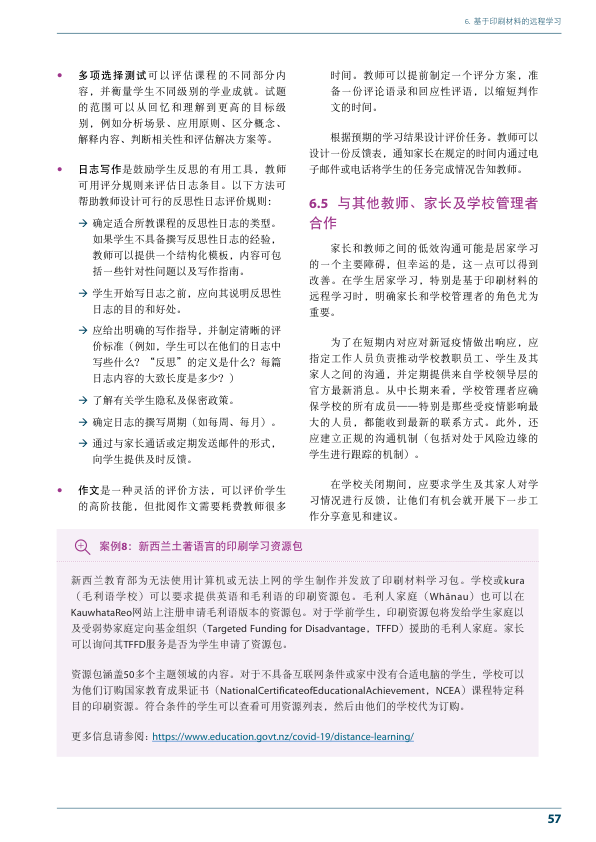 6. 基于印刷材料的远程学习
• 多项选择测试可以评估课程的不同部分内
容，并衡量学生不同级别的学业成就。试题
的范围可以从回忆和理解到更高的目标级
别，例如分析场景、应用原则、区分概念、
解释内容、判断相关性和评估解决方案等。
• 日志写作是鼓励学生反思的有用工具，教师
可用评分规则来评估日志条目。以下方法可
帮助教师设计可行的反思性日志评价规则：
→ 确定适合所教课程的反思性日志的类型。
如果学生不具备撰写反思性日志的经验，
教师可以提供一个结构化模板，内容可包
括一些针对性问题以及写作指南。
→ 学生开始写日志之前，应向其说明反思性
日志的目的和好处。
→ 应给出明确的写作指导，并制定清晰的评
价标准（例如，学生可以在他们的日志中
写些什么？“反思”的定义是什么？每篇
日志内容的大致长度是多少？）
→ 了解有关学生隐私及保密政策。
→ 确定日志的撰写周期（如每周、每月）。
→ 通过与家长通话或定期发送邮件的形式，
向学生提供及时反馈。
• 作文是一种灵活的评价方法，可以评价学生
的高阶技能，但批阅作文需要耗费教师很多
时间。教师可以提前制定一个评分方案，准
备一份评论语录和回应性评语，以缩短判作
文的时间。
根据预期的学习结果设计评价任务。教师可以
设计一份反馈表，通知家长在规定的时间内通过电
子邮件或电话将学生的任务完成情况告知教师。
6.5 与其他教师、家长及学校管理者
合作
家长和教师之间的低效沟通可能是居家学习
的一个主要障碍，但幸运的是，这一点可以得到
改善。在学生居家学习，特别是基于印刷材料的
远程学习时，明确家长和学校管理者的角色尤为
重要。
为了在短期内对应对新冠疫情做出响应，应
指定工作人员负责推动学校教职员工、学生及其
家人之间的沟通，并定期提供来自学校领导层的
官方最新消息。从中长期来看，学校管理者应确
保学校的所有成员——特别是那些受疫情影响最
大的人员，都能收到最新的联系方式。此外，还
应建立正规的沟通机制（包括对处于风险边缘的
学生进行跟踪的机制）。
在学校关闭期间，应要求学生及其家人对学
习情况进行反馈，让他们有机会就开展下一步工
作分享意见和建议。
案例8：新西兰土著语言的印刷学习资源包
新西兰教育部为无法使用计算机或无法上网的学生制作并发放了印刷材料学习包。学校或kura
（毛利语学校）可以要求提供英语和毛利语的印刷资源包。毛利人家庭（Whānau）也可以在
KauwhataReo网站上注册申请毛利语版本的资源包。对于学前学生，印刷资源包将发给学生家庭以
及受弱势家庭定向基金组织（Targeted Funding for Disadvantage，TFFD）援助的毛利人家庭。家长
可以询问其TFFD服务是否为学生申请了资源包。
资源包涵盖50多个主题领域的内容。对于不具备互联网条件或家中没有合适电脑的学生，学校可以
为他们订购国家教育成果证书（NationalCertificateofEducationalAchievement，NCEA）课程特定科
目的印刷资源。符合条件的学生可以查看可用资源列表，然后由他们的学校代为订购。
更多信息请参阅：https://www.education.govt.nz/covid-19/distance-learning/
57